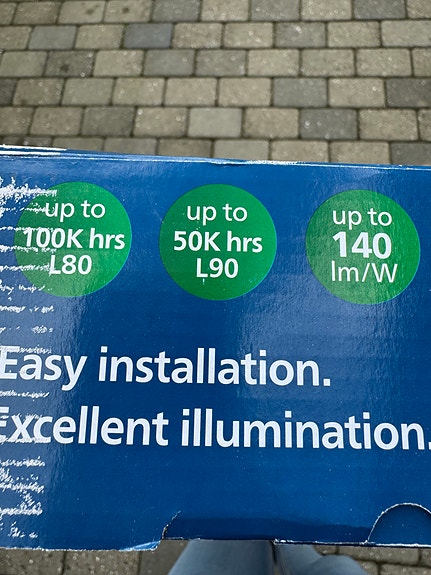 up to
100K hrs
L80
up to
50K hrs
L90
up to
140
lm/W
Easy installation.
Excellent illumination.